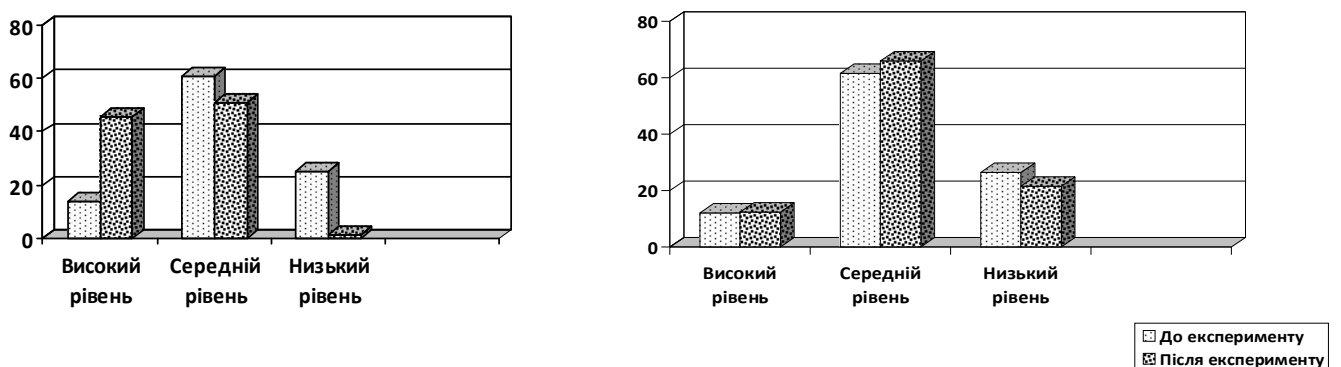 80
60
40
20
0
Високий рівень
Середній рівень
Низький рівень
80
60
40
20
0
Високий рівень
Середній рівень
Низький рівень
До експерименту
Після експерименту